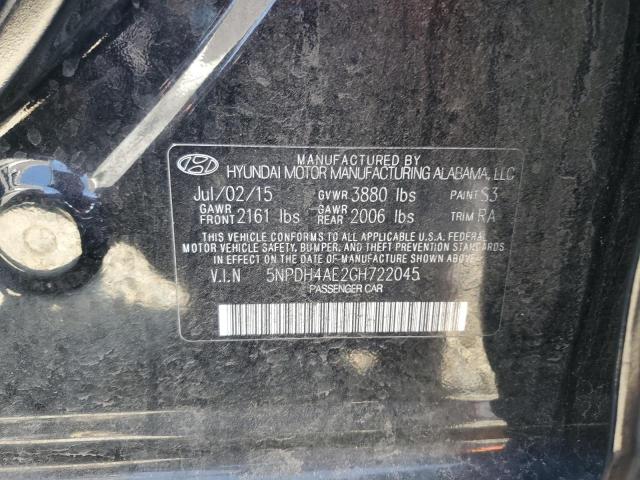 MANUFACTURED BY
HYUNDAI MOTOR MANUFACTURING ALABAMA, LLC
Jul/02/15 GVWR 3880 lbs PAINT S3
GAWR FRONT 2161 lbs GAWR REAR 2006 lbs TRIM RA
THIS VEHICLE CONFORMS TO ALL APPLICABLE U.S.A. FEDERAL
MOTOR VEHICLE SAFETY, BUMPER, AND THEFT PREVENTION STANDARDS
IN EFFECT ON THE DATE OF MANUFACTURE SHOWN ABOVE.
V.I.N 5NPDH4AE2GH722045
PASSENGER CAR